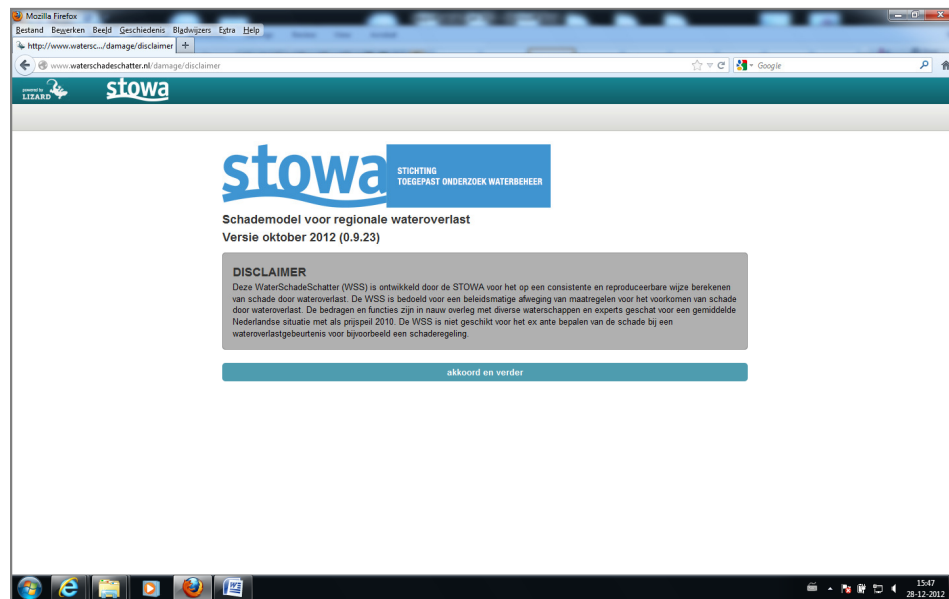 Mozilla Firefox
Bestand Bewerken Beeld Geschiedenis Bladwijzers Extra Help
http://www.watersc.../damage/disclaimer
www.waterschadeschatter.nl/damage/disclaimer
Google
powered by
LIZARD
stowa
stowa
STICHTING
TOEGEPAST ONDERZOEK WATERBEHEER
Schademodel voor regionale wateroverlast
Versie oktober 2012 (0.9.23)
DISCLAIMER
Deze WaterSchadeSchatter (WSS) is ontwikkeld door de STOWA voor het op een consistente en reproduceerbare wijze berekenen
van schade door wateroverlast. De WSS is bedoeld voor een beleidsmatige afweging van maatregelen voor het voorkomen van schade
door wateroverlast. De bedragen en functies zijn in nauw overleg met diverse waterschappen en experts geschat voor een gemiddelde
Nederlandse situatie met als prijspeil 2010. De WSS is niet geschikt voor het ex ante bepalen van de schade bij een
wateroverlastgebeurtenis voor bijvoorbeeld een schaderegeling.
akkoord en verder
15:47
28-12-2012